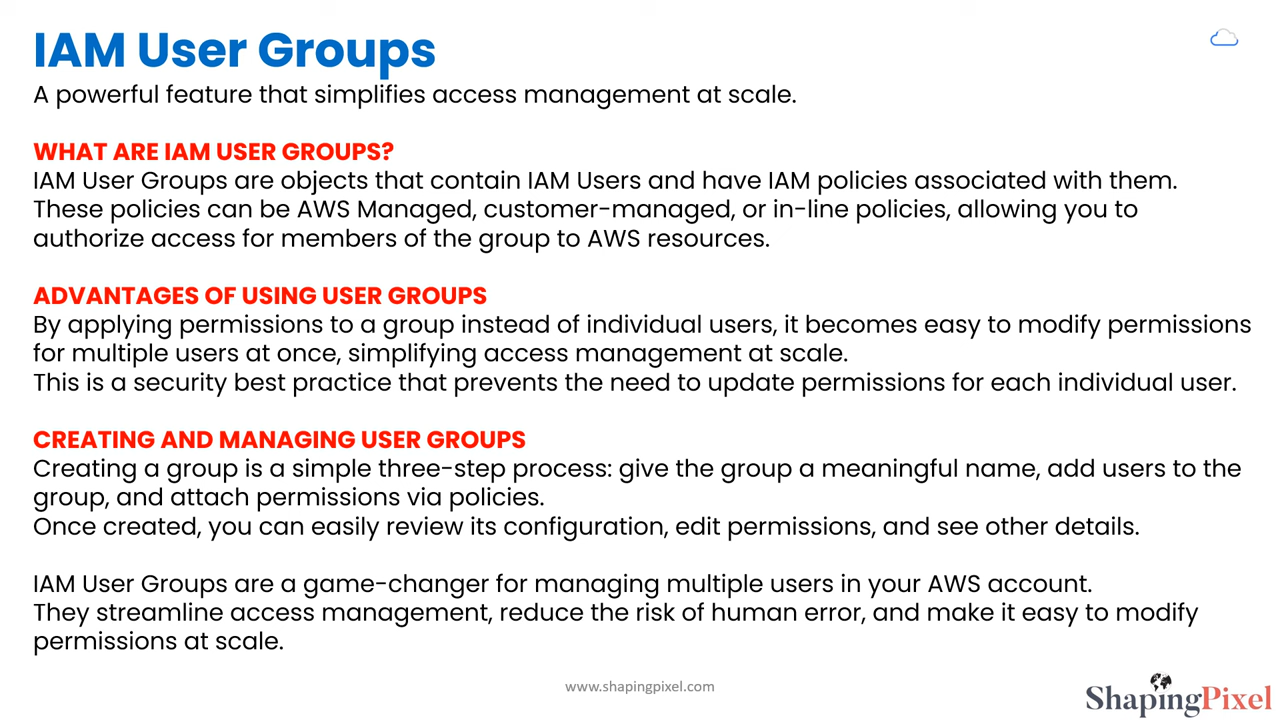 IAM User Groups
A powerful feature that simplifies access management at scale.
WHAT ARE IAM USER GROUPS?
IAM User Groups are objects that contain IAM Users and have IAM policies associated with them.
These policies can be AWS Managed, customer-managed, or in-line policies, allowing you to
authorize access for members of the group to AWS resources.
ADVANTAGES OF USING USER GROUPS
By applying permissions to a group instead of individual users, it becomes easy to modify permissions
for multiple users at once, simplifying access management at scale.
This is a security best practice that prevents the need to update permissions for each individual user.
CREATING AND MANAGING USER GROUPS
Creating a group is a simple three-step process: give the group a meaningful name, add users to the
group, and attach permissions via policies.
Once created, you can easily review its configuration, edit permissions, and see other details.
IAM User Groups are a game-changer for managing multiple users in your AWS account.
They streamline access management, reduce the risk of human error, and make it easy to modify
permissions at scale.
www.shapingpixel.com
ShapingPixel